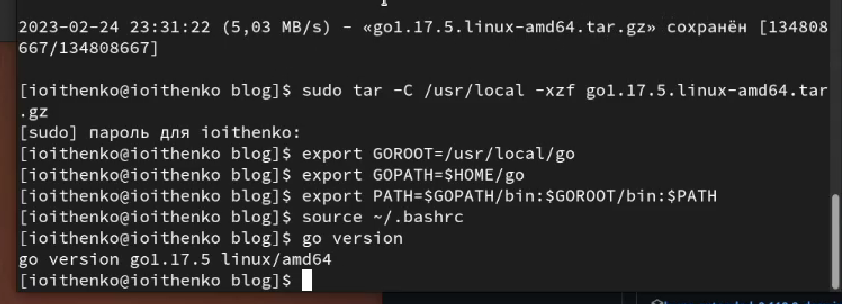 2023-02-24 23:31:22 (5,03 MB/s) - «go1.17.5.linux-amd64.tar.gz» сохранён [134808
667/134808667]
[ioithenko@ioithenko blog]$ sudo tar -C /usr/local -xzf go1.17.5.linux-amd64.tar
.gz
[sudo] пароль для ioithenko:
[ioithenko@ioithenko blog]$ export GOROOT=/usr/local/go
[ioithenko@ioithenko blog]$ export GOPATH=$HOME/go
[ioithenko@ioithenko blog]$ export PATH=$GOPATH/bin:$GOROOT/bin:$PATH
[ioithenko@ioithenko blog]$ source ~/.bashrc
[ioithenko@ioithenko blog]$ go version
go version go1.17.5 linux/amd64
[ioithenko@ioithenko blog]$